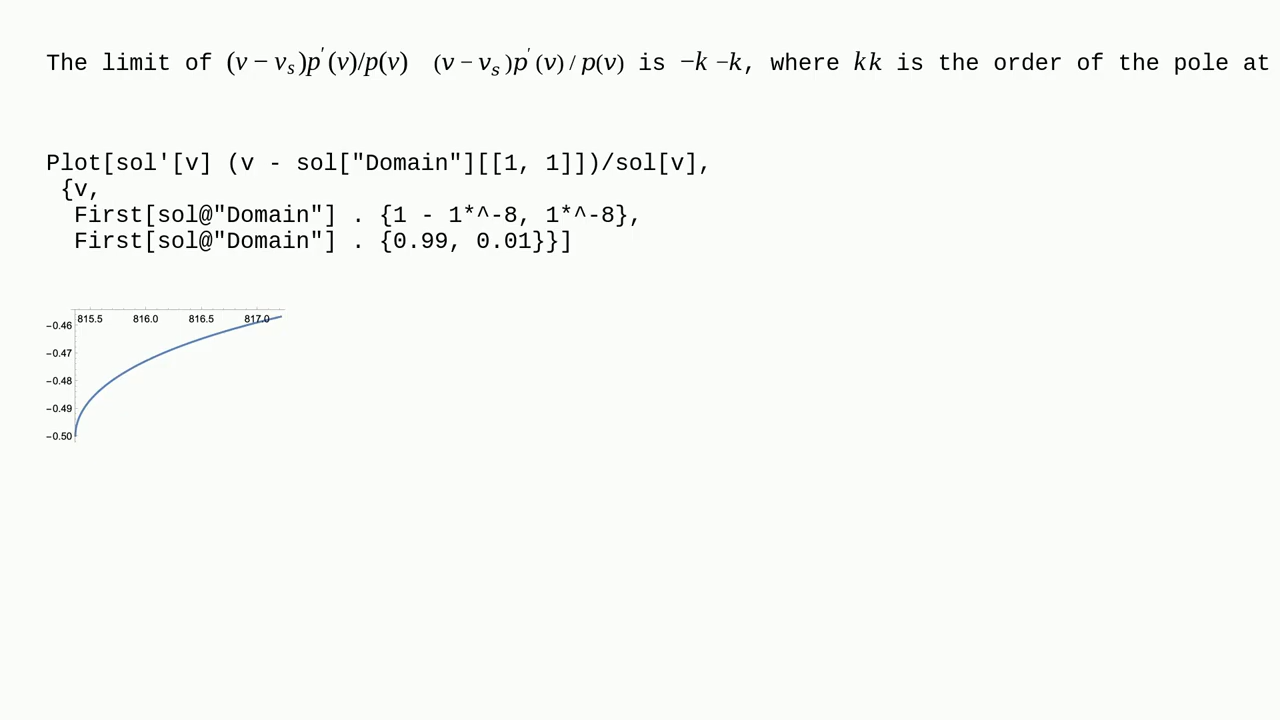 The limit of (v − vₛ)p′(v)/p(v) (v − vₛ)p′(v) / p(v) is −k −k, where kk is the order of the pole at
Plot[sol'[v] (v - sol["Domain"][[1, 1]])/sol[v],
{v,
First[sol@"Domain"] . {1 - 1*^-8, 1*^-8},
First[sol@"Domain"] . {0.99, 0.01}}]
815.5 816.0 816.5 817.0
−0.46
−0.47
−0.48
−0.49
−0.50